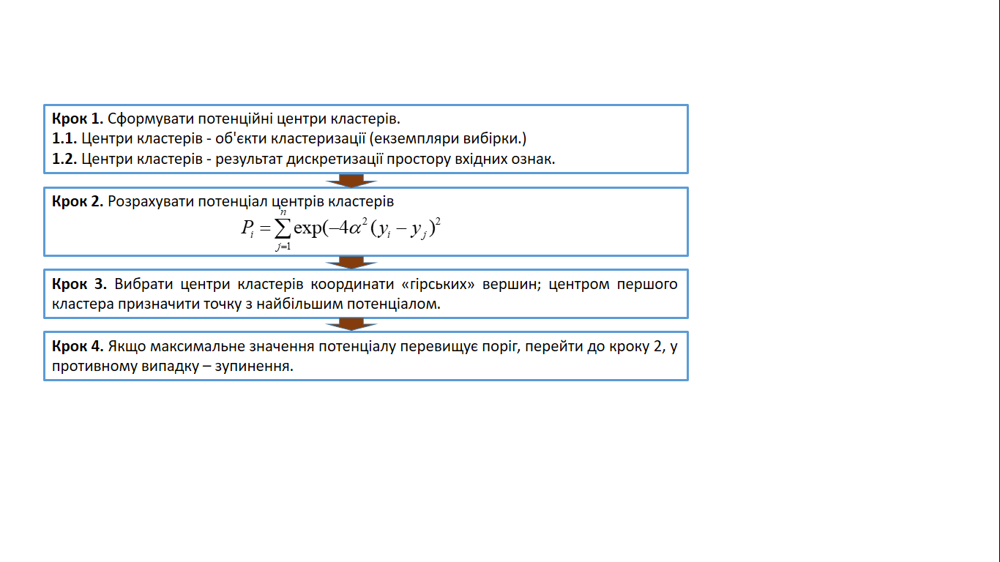 Крок 1. Сформувати потенційні центри кластерів.
1.1. Центри кластерів - об'єкти кластеризації (екземпляри вибірки.)
1.2. Центри кластерів - результат дискретизації простору вхідних ознак.
Крок 2. Розрахувати потенціал центрів кластерів
P_i = \sum_{j=1}^{n} exp(–4α^2 (y_i – y_j)^2
Крок 3. Вибрати центри кластерів координати «гірських» вершин; центром першого
кластера призначити точку з найбільшим потенціалом.
Крок 4. Якщо максимальне значення потенціалу перевищує поріг, перейти до кроку 2, у
противному випадку – зупинення.